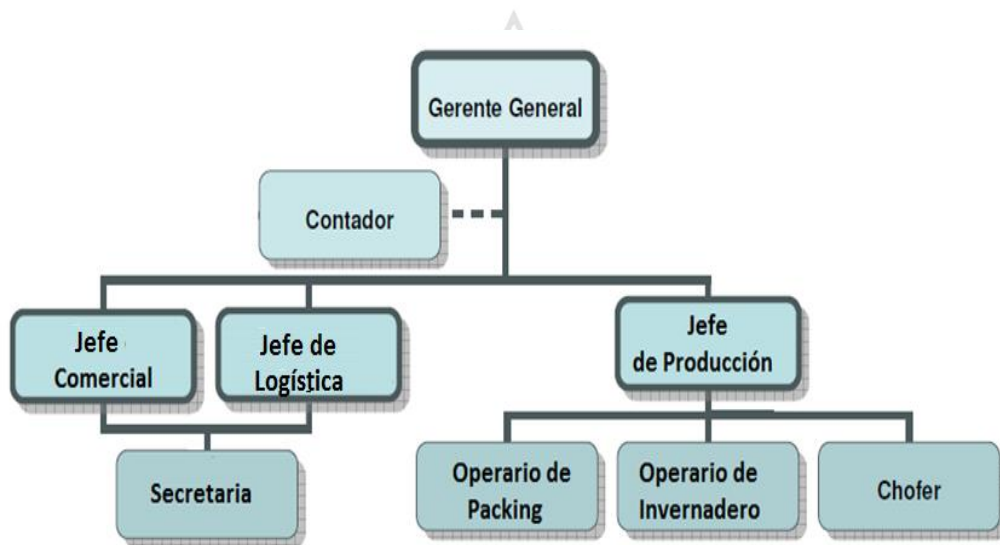 Gerente General
Contador
Jefe
Comercial
Jefe de
Logística
Jefe
de Producción
Secretaria
Operario de
Packing
Operario de
Invernadero
Chofer